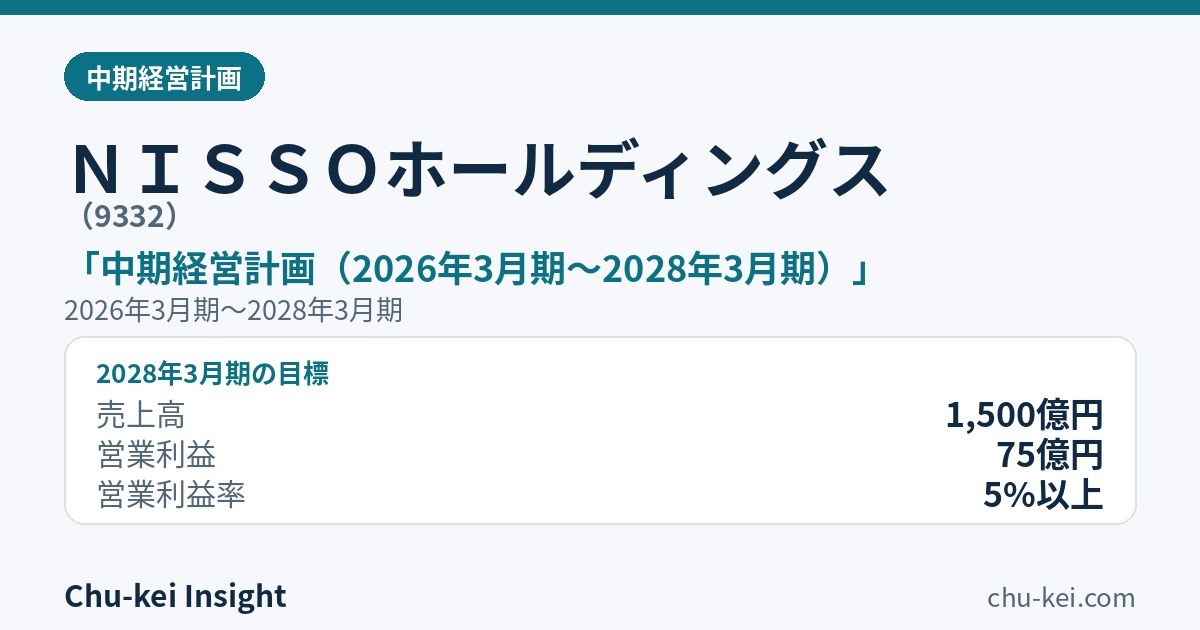 中期経営計画
ＮＩＳＳＯホールディングス
（9332）
「中期経営計画（2026年3月期～2028年3月期）」
2026年3月期～2028年3月期
2028年3月期の目標
売上高 1,500億円
営業利益 75億円
営業利益率 5%以上
Chu-kei Insight chu-kei.com